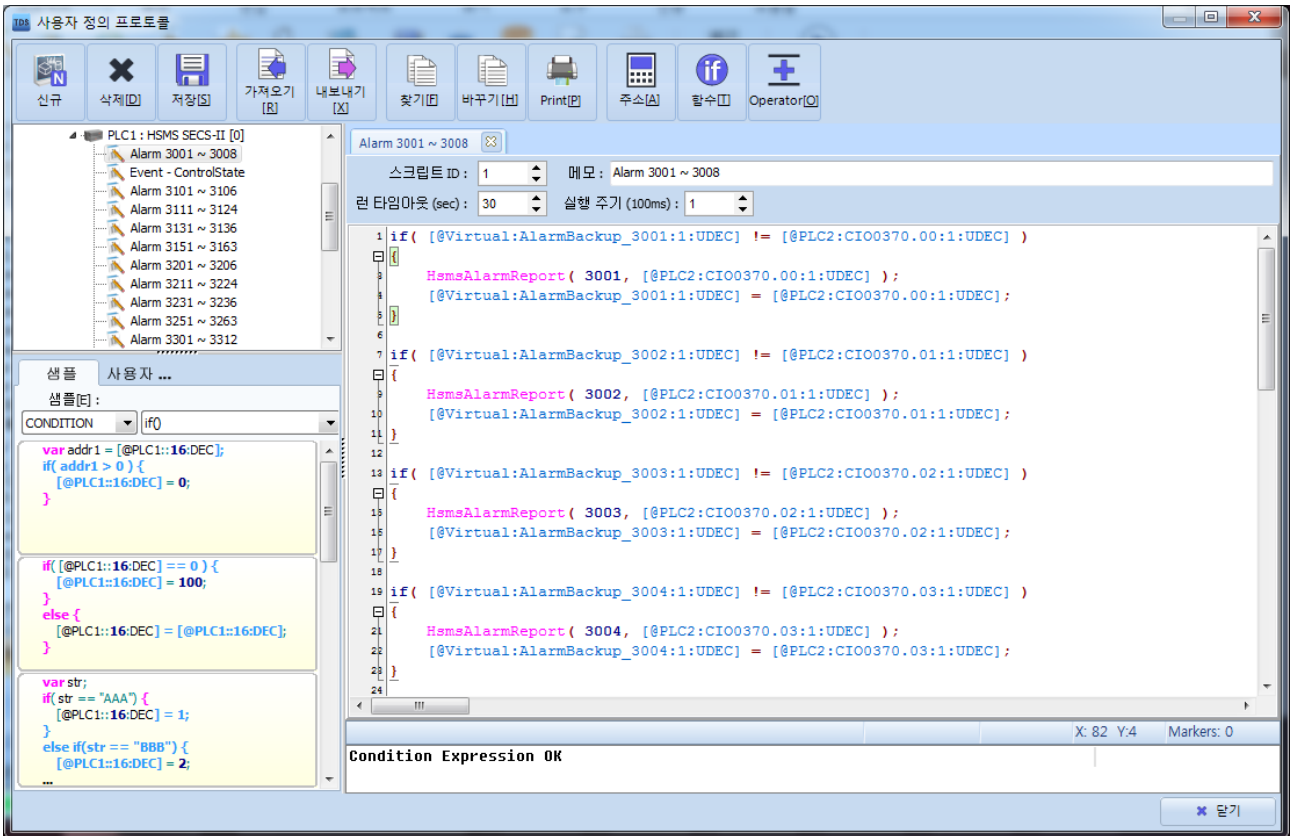 TDS 사용자 정의 프로토콜
신규
삭제[D]
저장[S]
가져오기
[R]
내보내기
[X]
찾기[F]
바꾸기[H]
Print[P]
주소[A]
if
함수[T]
Operator[O]
PLC1 : HSMS SECS-II [0]
Alarm 3001 ~ 3008
Event - ControlState
Alarm 3101 ~ 3106
Alarm 3111 ~ 3124
Alarm 3131 ~ 3136
Alarm 3151 ~ 3163
Alarm 3201 ~ 3206
Alarm 3211 ~ 3224
Alarm 3231 ~ 3236
Alarm 3251 ~ 3263
Alarm 3301 ~ 3312
샘플 사용자 ...
샘플[E] :
CONDITION if()
var addr1 = [@PLC1::16:DEC];
if( addr1 > 0 ) {
[@PLC1::16:DEC] = 0;
}
if( [@PLC1::16:DEC] == 0 ) {
[@PLC1::16:DEC] = 100;
}
else {
[@PLC1::16:DEC] = [@PLC1::16:DEC];
}
var str;
if( str == "AAA") {
[@PLC1::16:DEC] = 1;
}
else if(str == "BBB") {
[@PLC1::16:DEC] = 2;
...
Alarm 3001 ~ 3008
스크립트 ID : 1 메모 : Alarm 3001 ~ 3008
런 타임아웃 (sec) : 30 실행 주기 (100ms) : 1
1 if( [@Virtual:AlarmBackup_3001:1:UDEC] != [@PLC2:CIO0370.00:1:UDEC] )
{
3 HsmsAlarmReport( 3001, [@PLC2:CIO0370.00:1:UDEC] );
4 [@Virtual:AlarmBackup_3001:1:UDEC] = [@PLC2:CIO0370.00:1:UDEC];
5 }
6
7 if( [@Virtual:AlarmBackup_3002:1:UDEC] != [@PLC2:CIO0370.01:1:UDEC] )
{
9 HsmsAlarmReport( 3002, [@PLC2:CIO0370.01:1:UDEC] );
10 [@Virtual:AlarmBackup_3002:1:UDEC] = [@PLC2:CIO0370.01:1:UDEC];
11 }
12
13 if( [@Virtual:AlarmBackup_3003:1:UDEC] != [@PLC2:CIO0370.02:1:UDEC] )
{
15 HsmsAlarmReport( 3003, [@PLC2:CIO0370.02:1:UDEC] );
16 [@Virtual:AlarmBackup_3003:1:UDEC] = [@PLC2:CIO0370.02:1:UDEC];
17 }
18
19 if( [@Virtual:AlarmBackup_3004:1:UDEC] != [@PLC2:CIO0370.03:1:UDEC] )
{
21 HsmsAlarmReport( 3004, [@PLC2:CIO0370.03:1:UDEC] );
22 [@Virtual:AlarmBackup_3004:1:UDEC] = [@PLC2:CIO0370.03:1:UDEC];
23 }
24
X: 82 Y:4 Markers: 0
Condition Expression OK
닫기